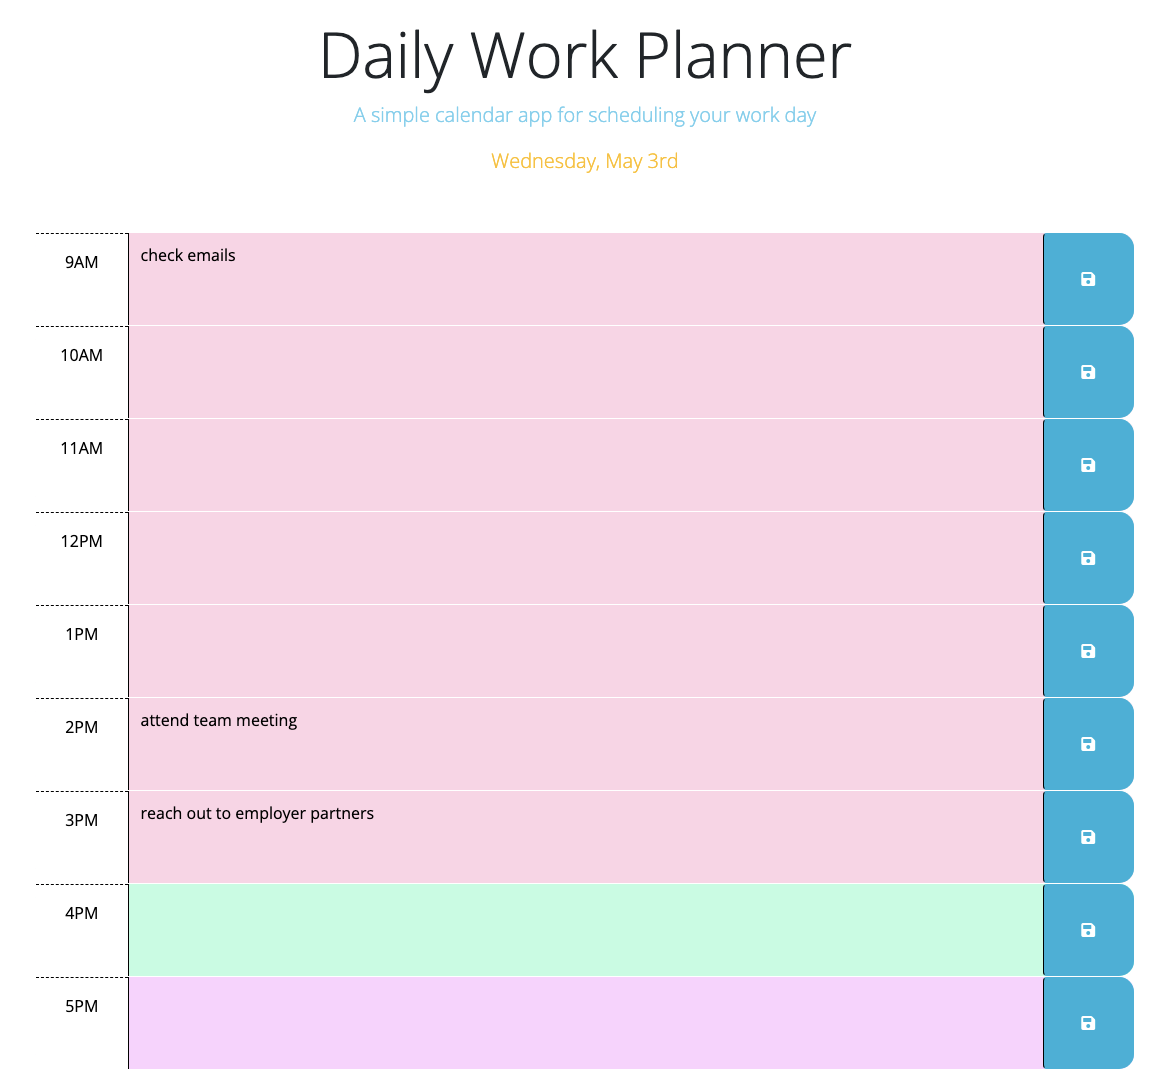 Daily Work Planner
A simple calendar app for scheduling your work day
Wednesday, May 3rd
9AM
check emails
10AM
11AM
12PM
1PM
2PM
attend team meeting
3PM
reach out to employer partners
4PM
5PM